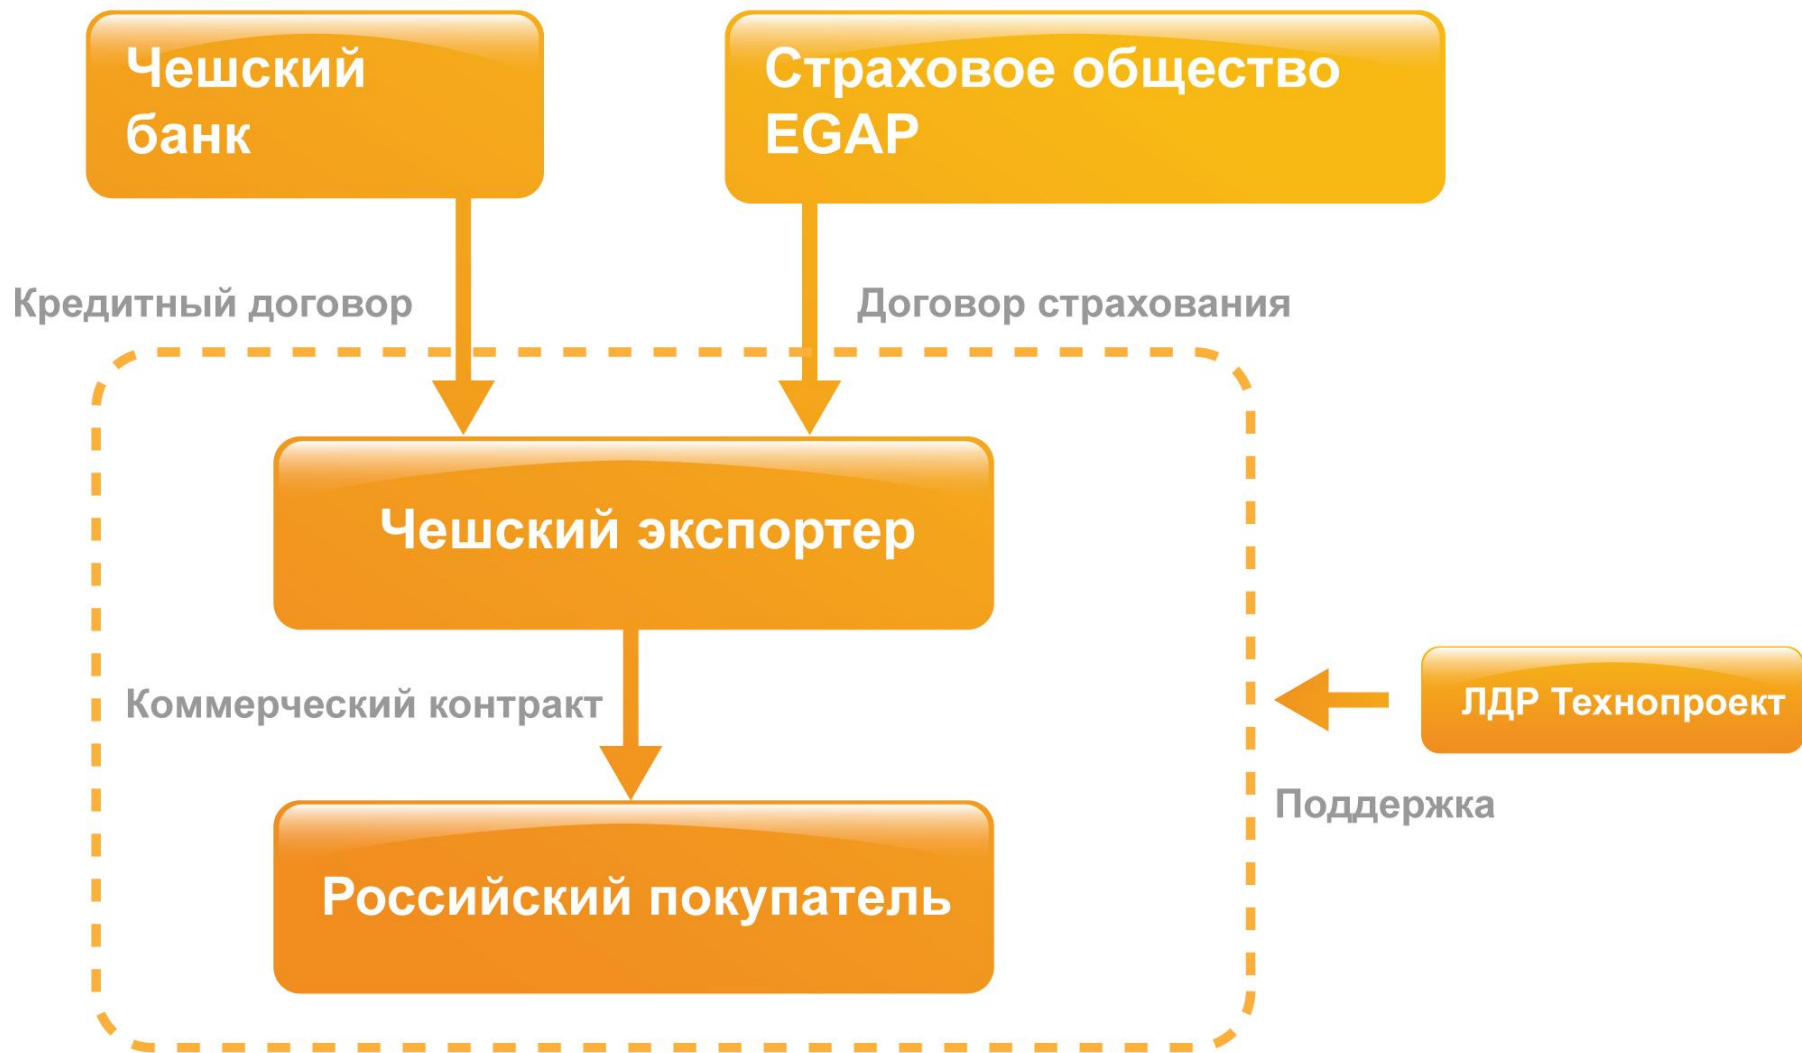 Чешский
банк
Страховое общество
EGAP
Кредитный договор
Договор страхования
Чешский экспортер
Коммерческий контракт
ЛДР Технопроект
Поддержка
Российский покупатель